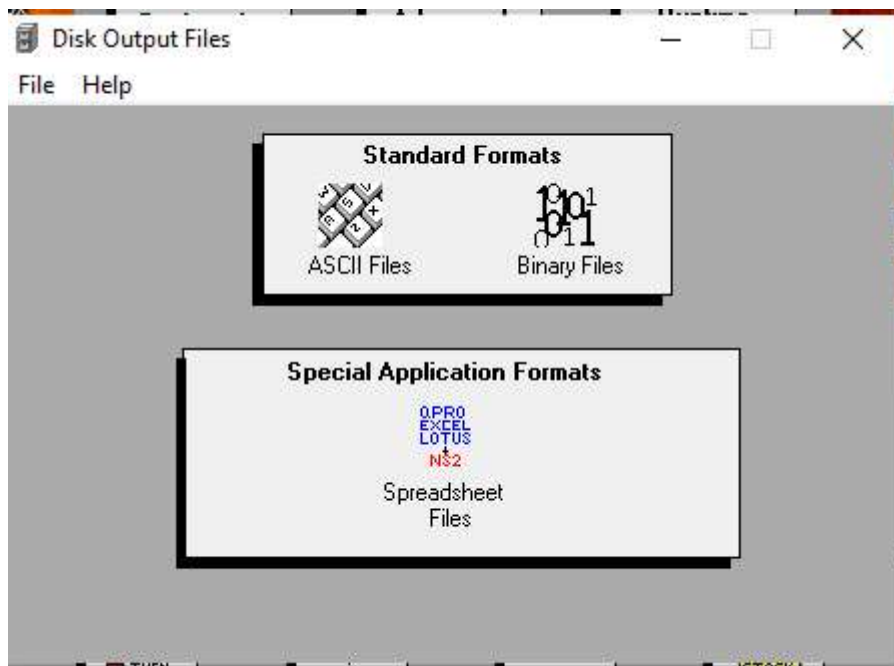 Disk Output Files
File Help
Standard Formats
ASCII Files
Binary Files
Special Application Formats
QPRO
EXCEL
LOTUS
NS2
Spreadsheet
Files